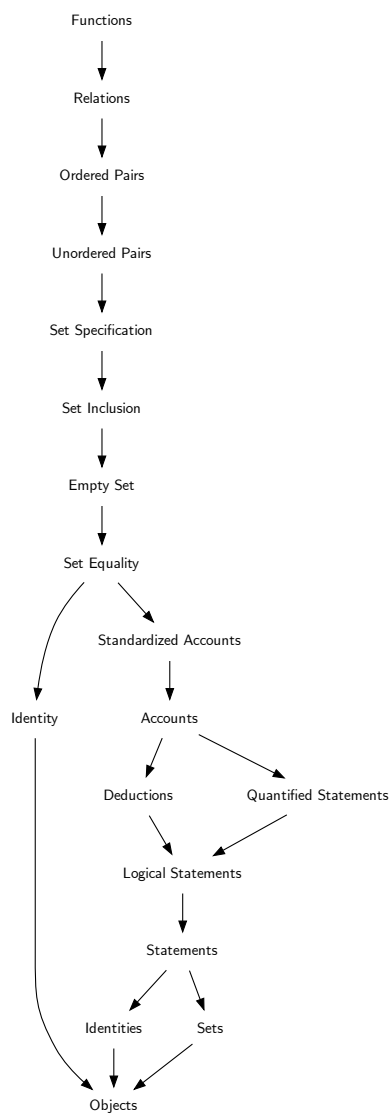 Functions
Relations
Ordered Pairs
Unordered Pairs
Set Specification
Set Inclusion
Empty Set
Set Equality
Standardized Accounts
Identity
Accounts
Deductions
Quantified Statements
Logical Statements
Statements
Identities
Sets
Objects